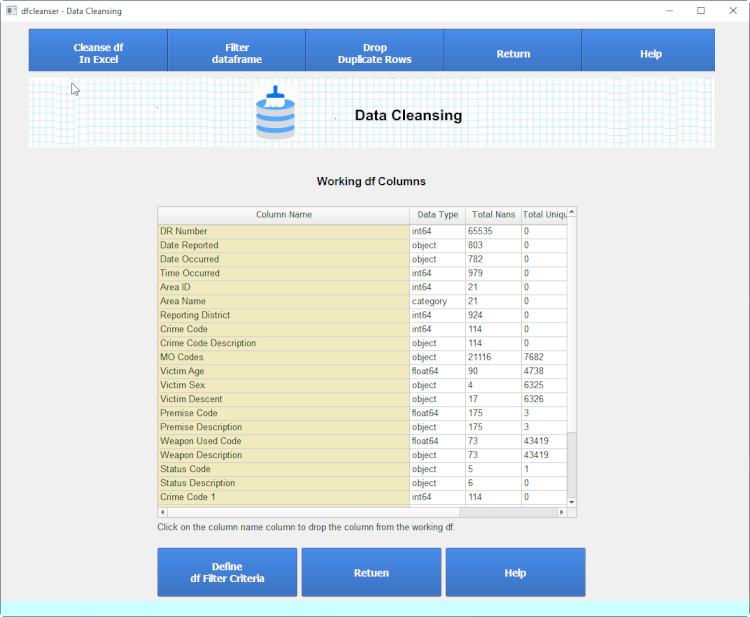 dfcleanser - Data Cleansing
Cleanse df
In Excel
Filter
dataframe
Drop
Duplicate Rows
Return
Help
Data Cleansing
Working df Columns
Column Name Data Type Total Nans Total Uniqu
DR Number int64 65535 0
Date Reported object 803 0
Date Occurred object 782 0
Time Occurred int64 979 0
Area ID int64 21 0
Area Name category 21 0
Reporting District int64 924 0
Crime Code int64 114 0
Crime Code Description object 114 0
MO Codes object 21116 7682
Victim Age float64 90 4738
Victim Sex object 4 6325
Victim Descent object 17 6326
Premise Code float64 175 3
Premise Description object 175 3
Weapon Used Code float64 73 43419
Weapon Description object 73 43419
Status Code object 5 1
Status Description object 6 0
Crime Code 1 int64 114 0
Click on the column name column to drop the column from the working df.
Define
df Filter Criteria
Retuen
Help